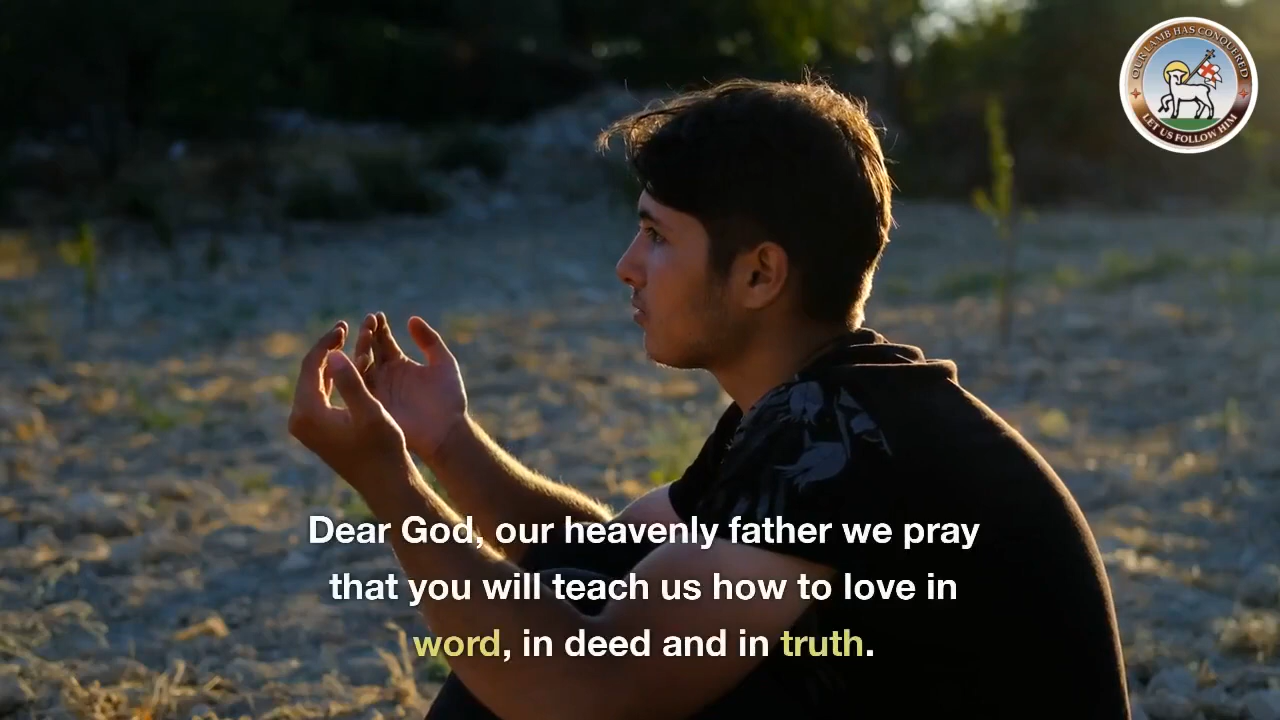 OUR LAMB HAS CONQUERED
LET US FOLLOW HIM
Dear God, our heavenly father we pray
that you will teach us how to love in
word, in deed and in truth.